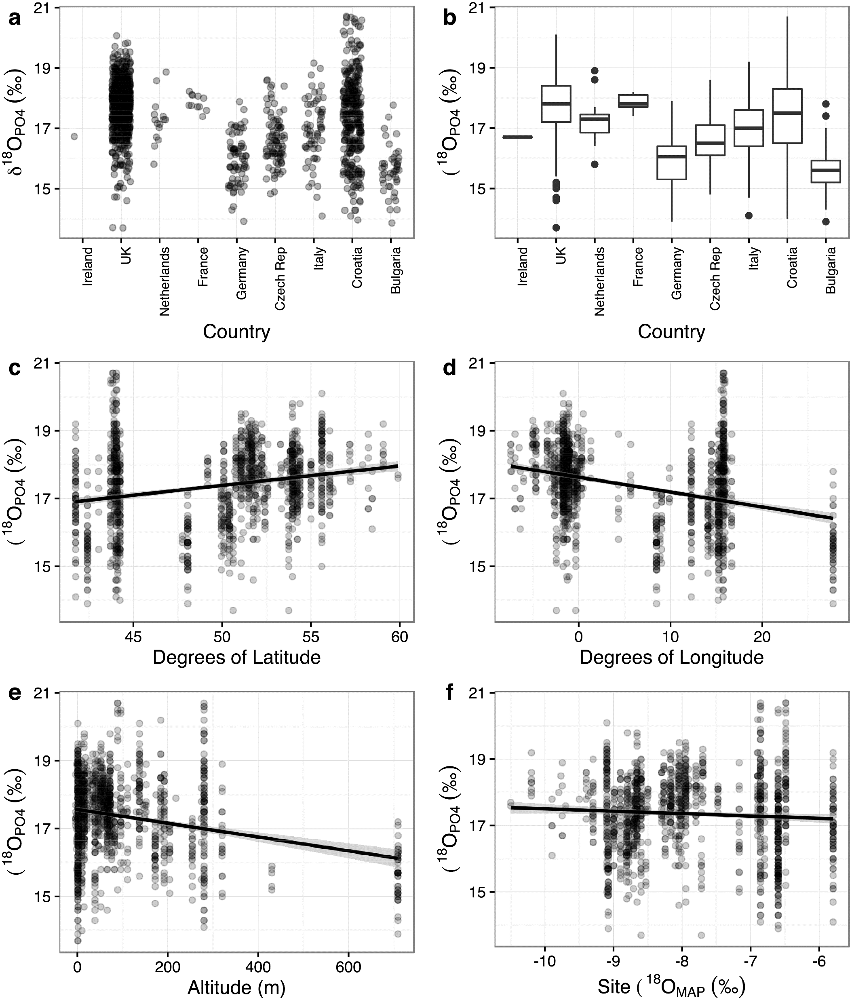 a
21
19
17
15
δ18OPO4 (‰)
Ireland
UK
Netherlands
France
Germany
Czech Rep
Italy
Croatia
Bulgaria
Country
b
21
19
17
15
(18OPO4 (‰)
Ireland
UK
Netherlands
France
Germany
Czech Rep
Italy
Croatia
Bulgaria
Country
c
21
19
17
15
(18OPO4 (‰)
45 50 55 60
Degrees of Latitude
d
21
19
17
15
(18OPO4 (‰)
0 10 20
Degrees of Longitude
e
21
19
17
15
(18OPO4 (‰)
0 200 400 600
Altitude (m)
f
21
19
17
15
(18OPO4 (‰)
-10 -9 -8 -7 -6
Site (18OMAP (‰)